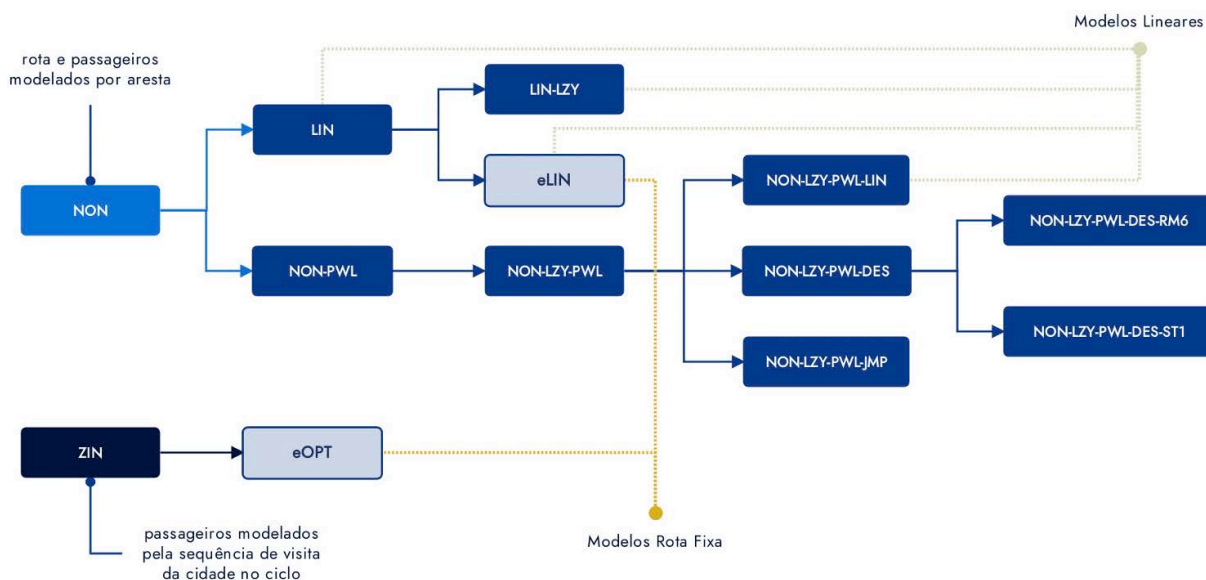 Modelos Lineares
rota e passageiros
modelados por aresta
LIN-LZY
LIN
eLIN
NON-LZY-PWL-LIN
NON
NON-LZY-PWL-DES-RM6
NON-PWL
NON-LZY-PWL
NON-LZY-PWL-DES
NON-LZY-PWL-DES-ST1
NON-LZY-PWL-JMP
ZIN
eOPT
Modelos Rota Fixa
passageiros modelados
pela sequência de visita
da cidade no ciclo